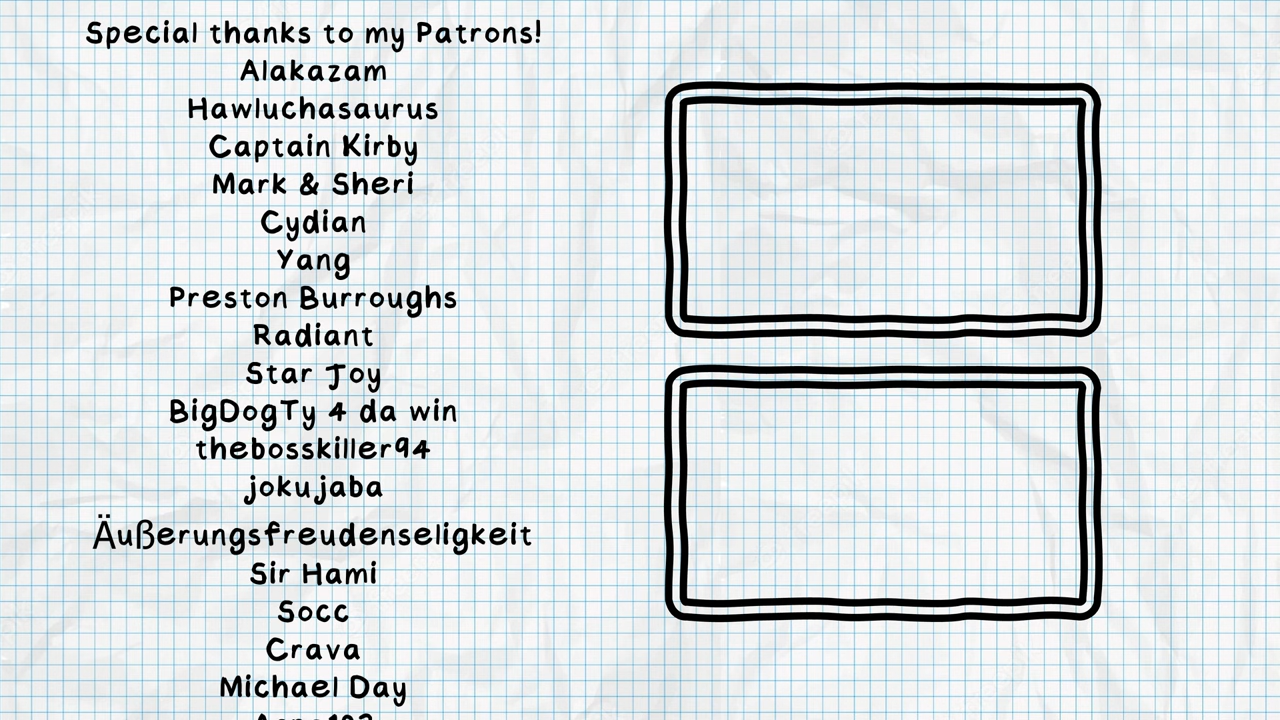 Special thanks to my Patrons!
Alakazam
Hawluchasaurus
Captain Kirby
Mark & Sheri
Cydian
Yang
Preston Burroughs
Radiant
Star Joy
BigDogTy 4 da win
thebosskiller94
jokujaba
Äußerungsfreudenseligkeit
Sir Hami
Socc
Crava
Michael Day